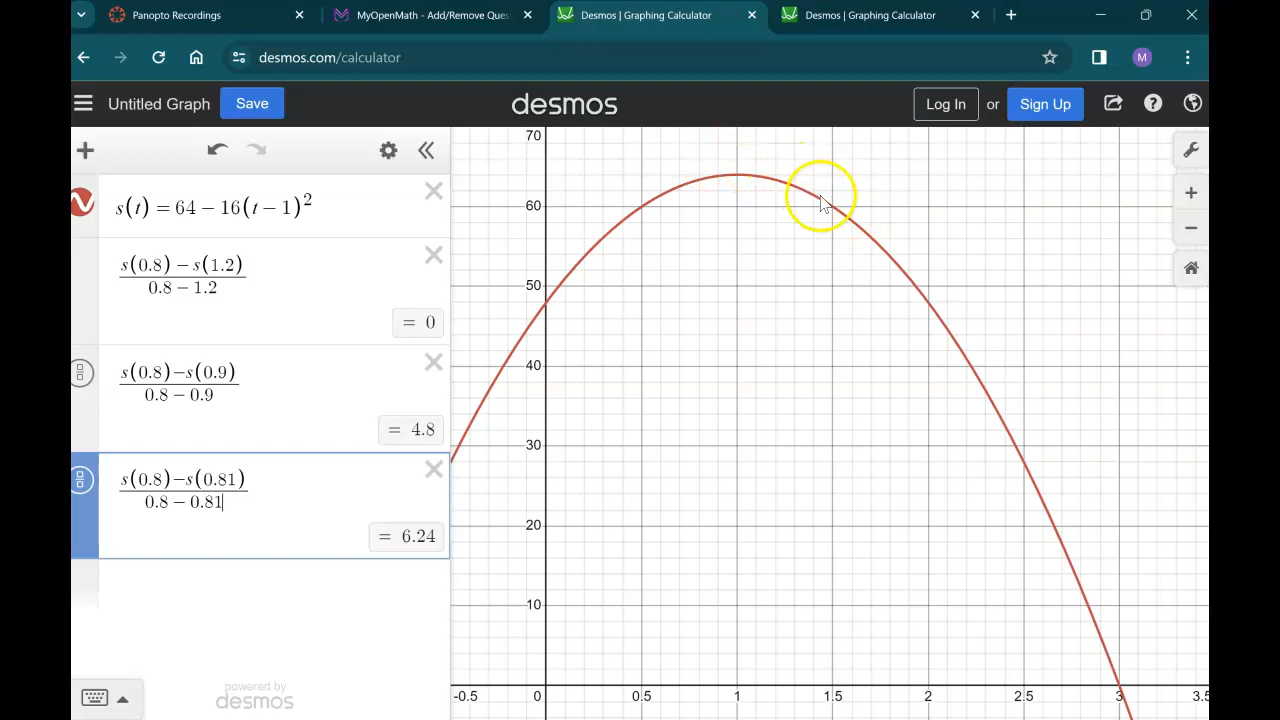 Panopto Recordings
MyOpenMath - Add/Remove Ques
Desmos | Graphing Calculator
Desmos | Graphing Calculator
desmos.com/calculator
M
Untitled Graph
Save
desmos
Log In
or
Sign Up
s(t) = 64 − 16(t − 1)²
s(0.8) − s(1.2)
0.8 − 1.2
= 0
s(0.8) − s(0.9)
0.8 − 0.9
= 4.8
s(0.8) − s(0.81)
0.8 − 0.81
= 6.24
powered by
desmos
70
60
50
40
30
20
10
-0.5
0
0.5
1
1.5
2
2.5
3
3.5